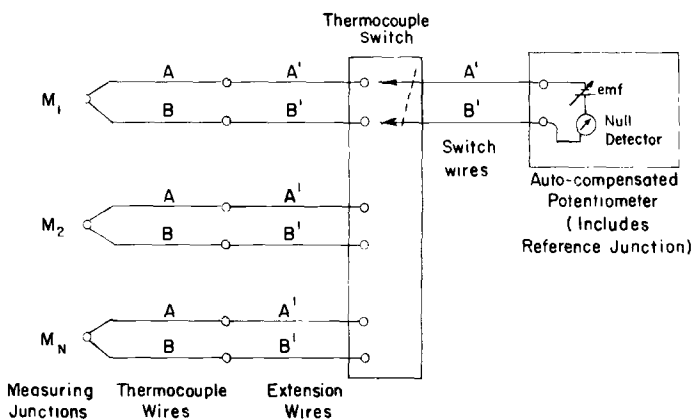 Thermocouple
Switch
A A' A'
M₁ emf
B B' B' Null
Detector
Switch
wires
Auto-compensated
Potentiometer
(Includes
Reference Junction)
A A'
M₂
B B'
A A'
M_N
B B'
Measuring Thermocouple Extension
Junctions Wires Wires